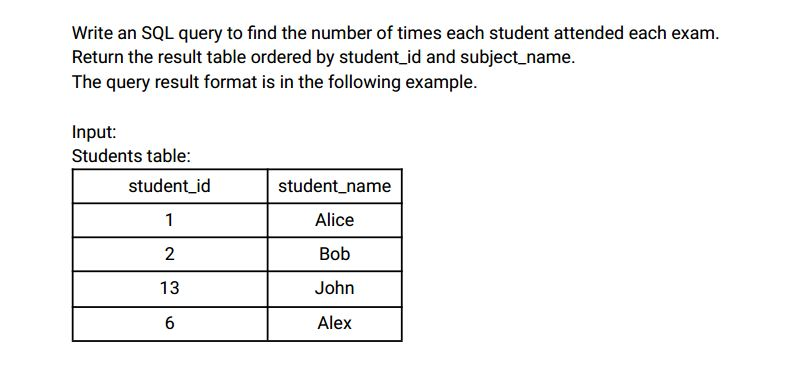 Write an SQL query to find the number of times each student attended each exam.
Return the result table ordered by student_id and subject_name.
The query result format is in the following example.
Input:
Students table:
student_id student_name
1 Alice
2 Bob
13 John
6 Alex